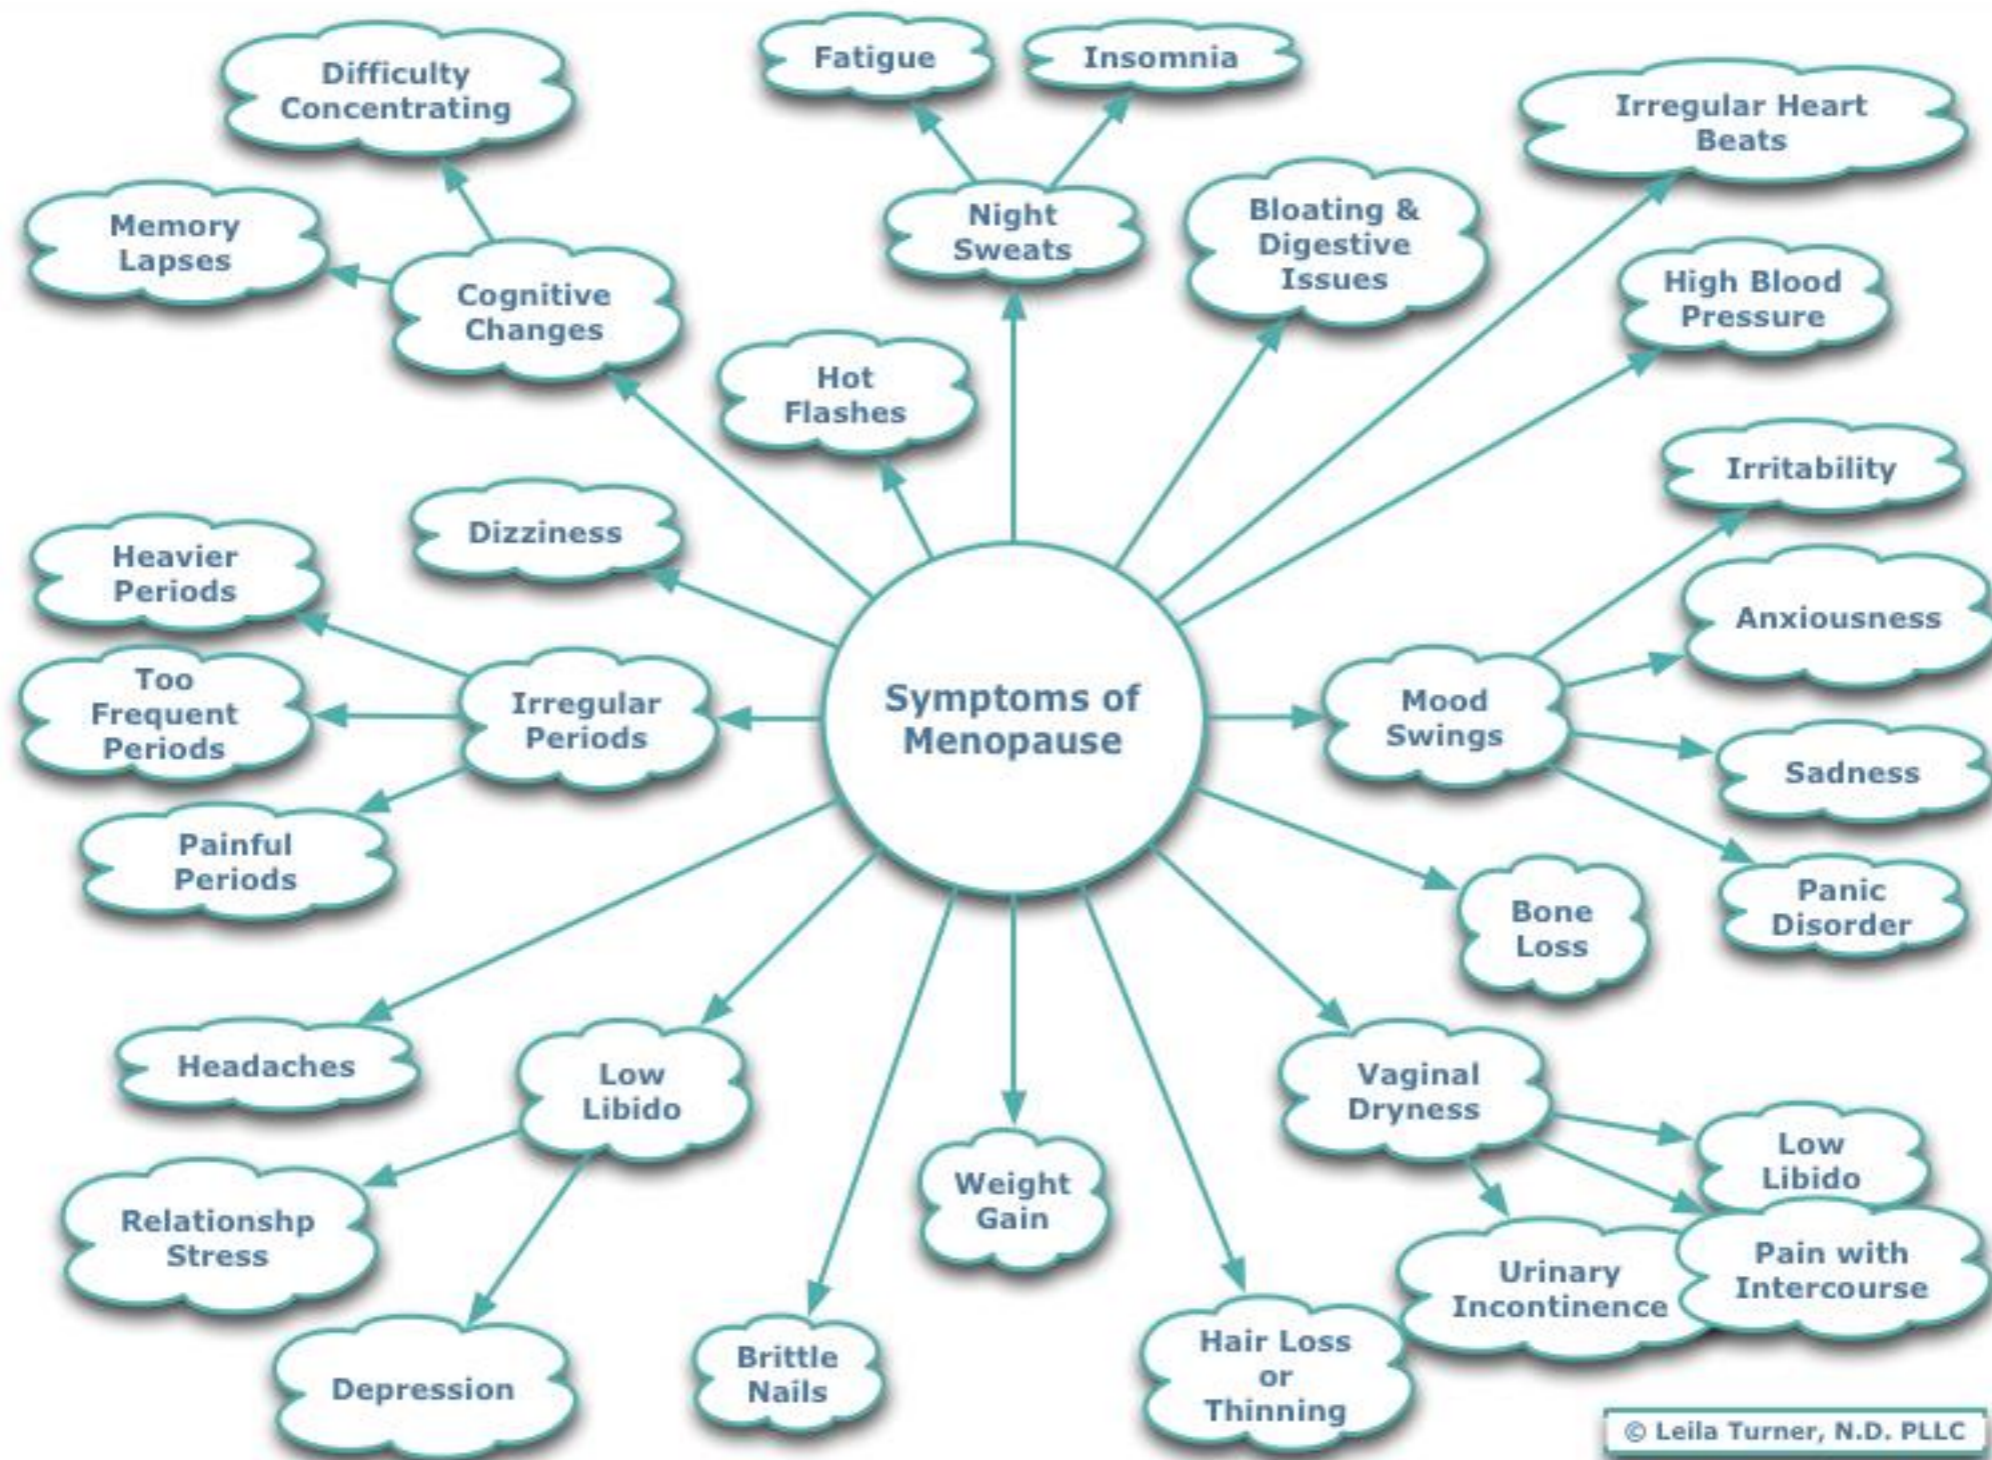 Difficulty
Concentrating
Fatigue
Insomnia
Irregular Heart
Beats
Memory
Lapses
Cognitive
Changes
Night
Sweats
Bloating &
Digestive
Issues
High Blood
Pressure
Hot
Flashes
Irritability
Dizziness
Heavier
Periods
Anxiousness
Too
Frequent
Periods
Irregular
Periods
Symptoms of
Menopause
Mood
Swings
Sadness
Painful
Periods
Bone
Loss
Panic
Disorder
Headaches
Low
Libido
Vaginal
Dryness
Low
Libido
Relationshp
Stress
Weight
Gain
Urinary
Incontinence
Pain with
Intercourse
Depression
Brittle
Nails
Hair Loss
or
Thinning
© Leila Turner, N.D. PLLC